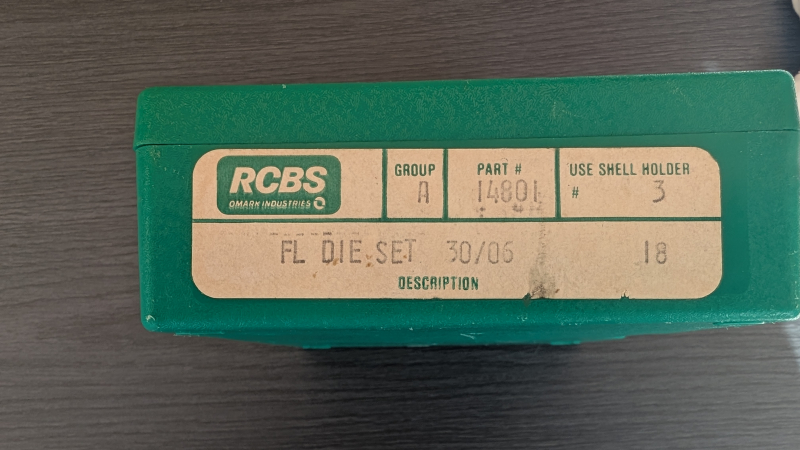 RCBS
OMARK INDUSTRIES
GROUP
A
PART #
14801
USE SHELL HOLDER
# 3
FL DIE SET 30/06 18
DESCRIPTION